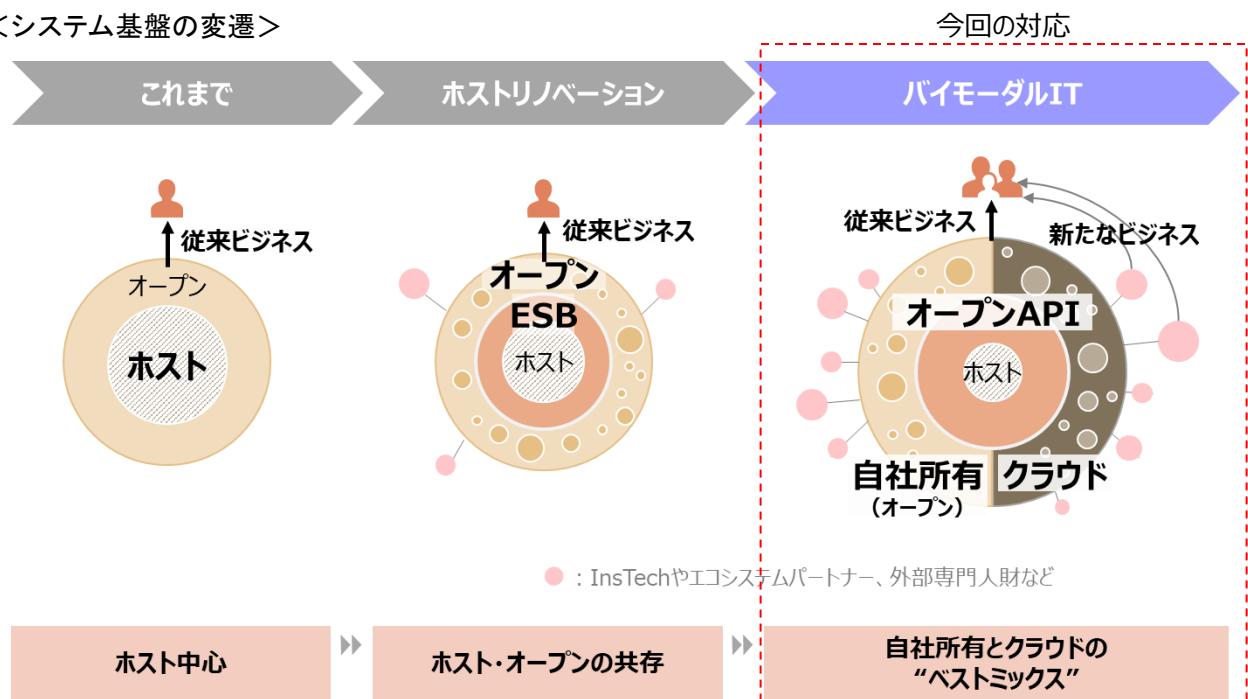 <システム基盤の変遷>
今回の対応
これまで
ホストリノベーション
バイモーダルIT
従来ビジネス
オープン
ホスト
従来ビジネス
オープン
ESB
ホスト
従来ビジネス
新たなビジネス
オープンAPI
ホスト
自社所有
(オープン)
クラウド
:InsTechやエコシステムパートナー、外部専門人財など
ホスト中心
ホスト・オープンの共存
自社所有とクラウドの
“ベストミックス”